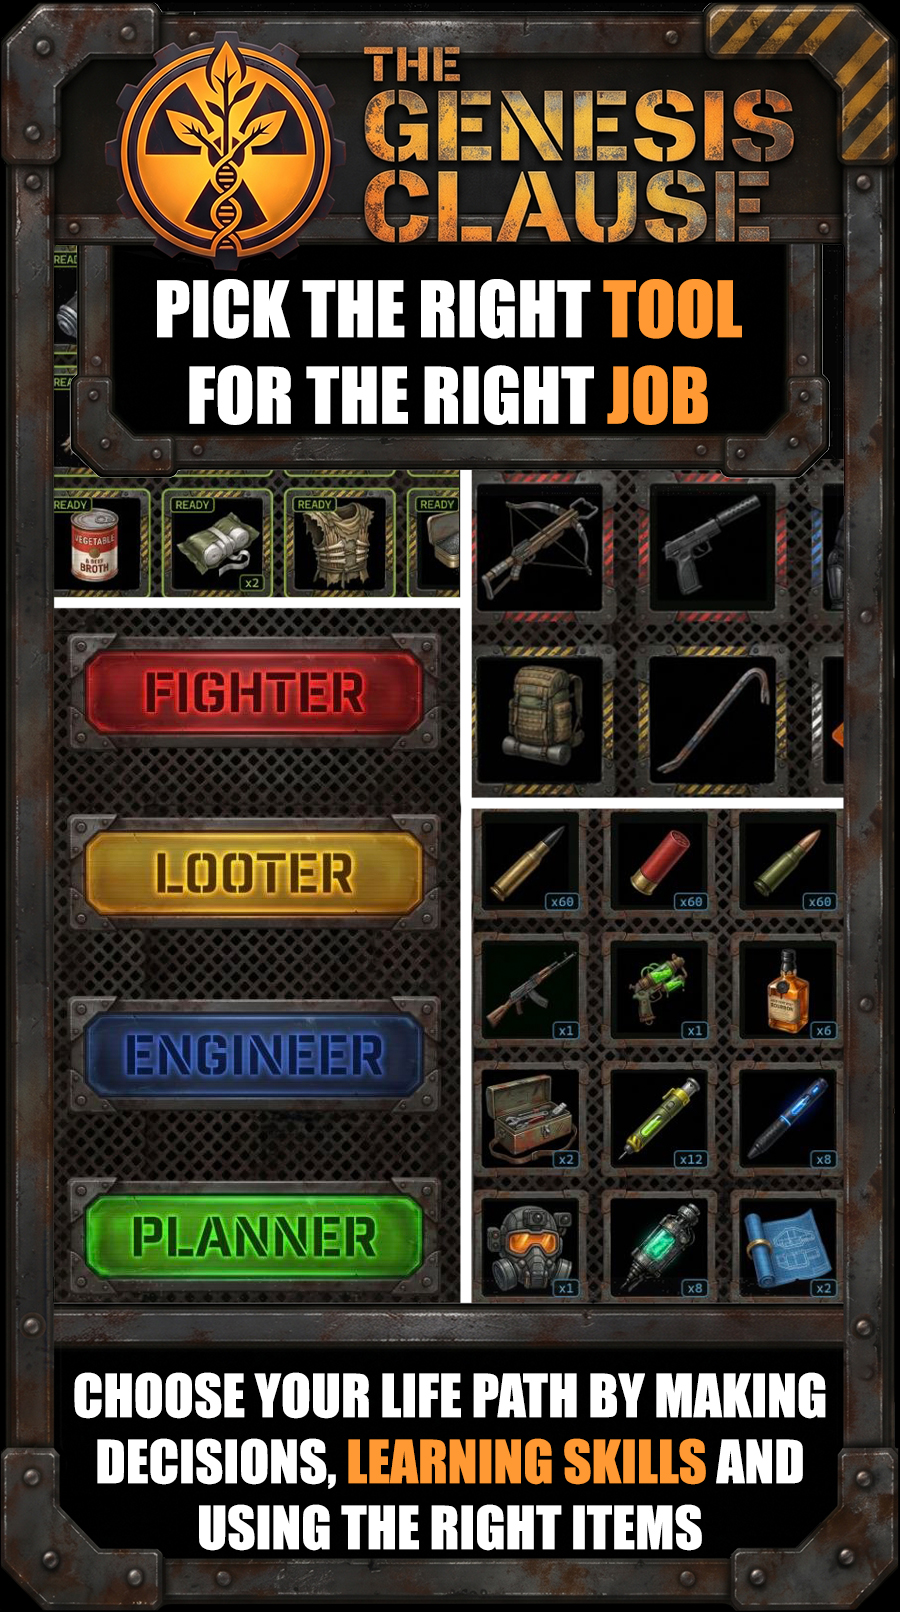 THE
GENESIS
CLAUSE
PICK THE RIGHT TOOL
FOR THE RIGHT JOB
READY
READY
READY
READY
VEGETABLE
& BEEF
BROTH
x2
FIGHTER
LOOTER
ENGINEER
PLANNER
x60
x60
x60
x1
x1
BOURBON
x6
x2
x12
x8
x1
x8
x2
CHOOSE YOUR LIFE PATH BY MAKING
DECISIONS, LEARNING SKILLS AND
USING THE RIGHT ITEMS